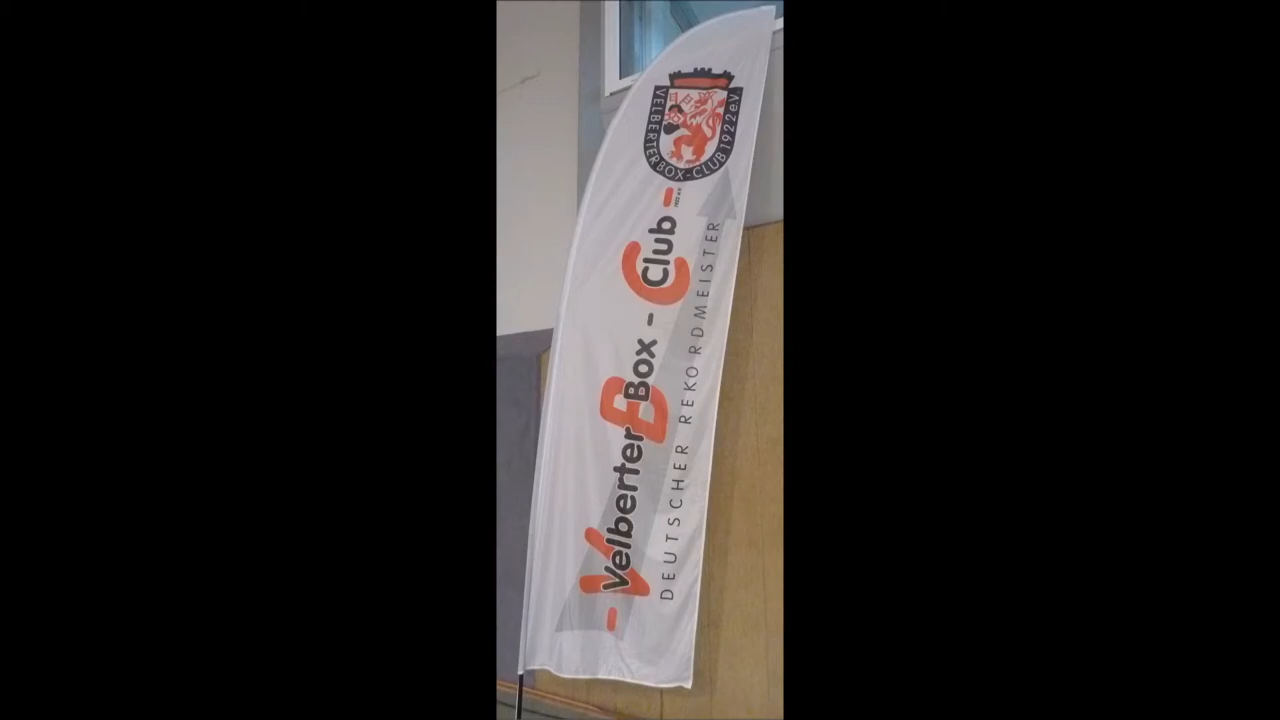 VELBERTER BOX-CLUB 1922 e.V.
- Velberter Box - Club -
DEUTSCHER REKORDMEISTER
V B C